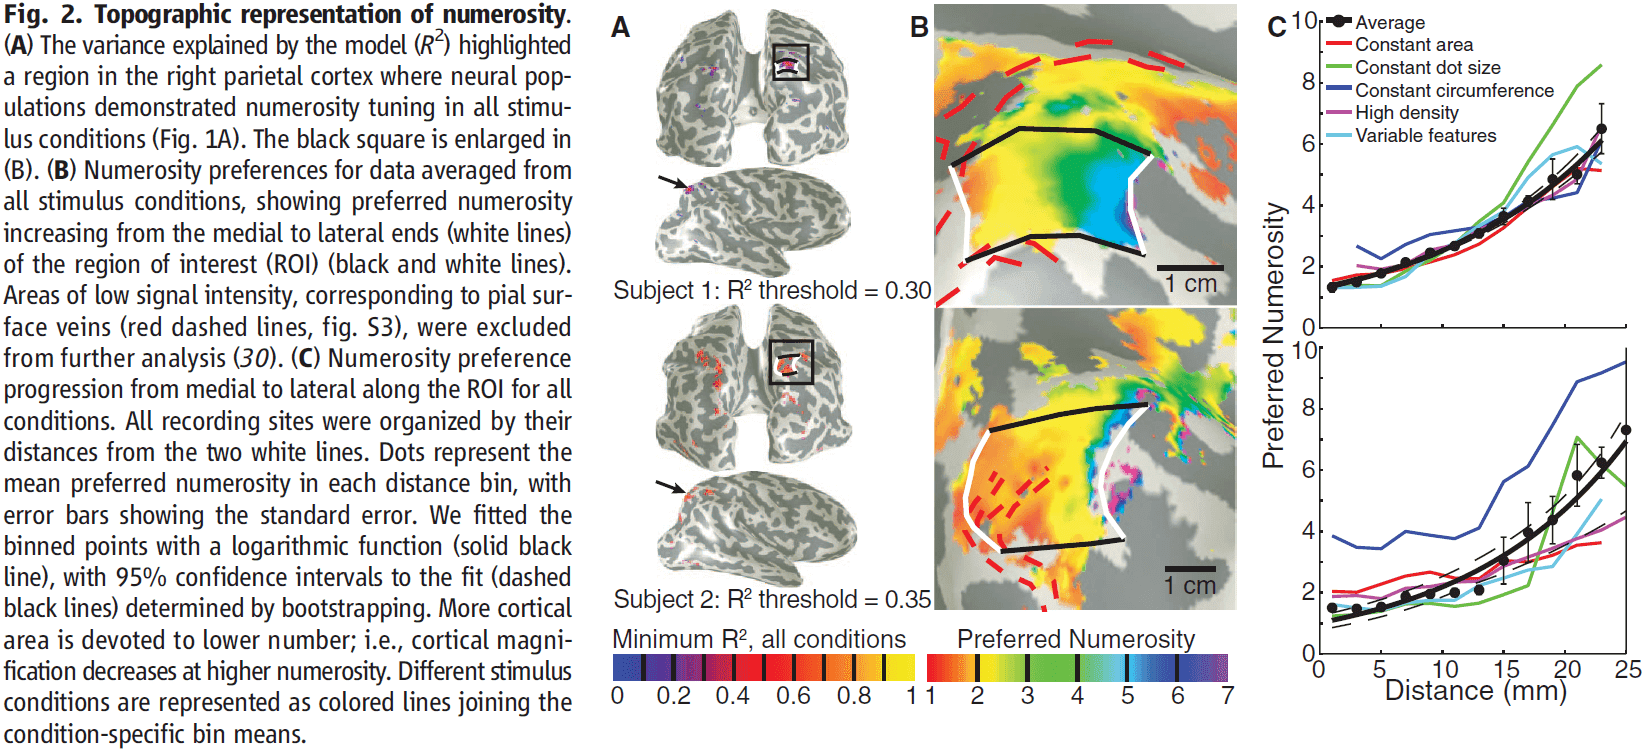 Fig. 2. Topographic representation of numerosity.
(A) The variance explained by the model (R2) highlighted
a region in the right parietal cortex where neural pop-
ulations demonstrated numerosity tuning in all stimu-
lus conditions (Fig. 1A). The black square is enlarged in
(B). (B) Numerosity preferences for data averaged from
all stimulus conditions, showing preferred numerosity
increasing from the medial to lateral ends (white lines)
of the region of interest (ROI) (black and white lines).
Areas of low signal intensity, corresponding to pial sur-
face veins (red dashed lines, fig. S3), were excluded
from further analysis (30). (C) Numerosity preference
progression from medial to lateral along the ROI for all
conditions. All recording sites were organized by their
distances from the two white lines. Dots represent the
mean preferred numerosity in each distance bin, with
error bars showing the standard error. We fitted the
binned points with a logarithmic function (solid black
line), with 95% confidence intervals to the fit (dashed
black lines) determined by bootstrapping. More cortical
area is devoted to lower number; i.e., cortical magni-
fication decreases at higher numerosity. Different stimulus
conditions are represented as colored lines joining the
condition-specific bin means.
A
Subject 1: R2 threshold = 0.30
Subject 2: R2 threshold = 0.35
Minimum R2, all conditions
0 0.2 0.4 0.6 0.8 1
B
1 cm
1 cm
Preferred Numerosity
1 2 3 4 5 6 7
C
Average
Constant area
Constant dot size
Constant circumference
High density
Variable features
10
8
6
4
2
0
10
8
6
4
2
0
Preferred Numerosity
0 5 10 15 20 25
Distance (mm)